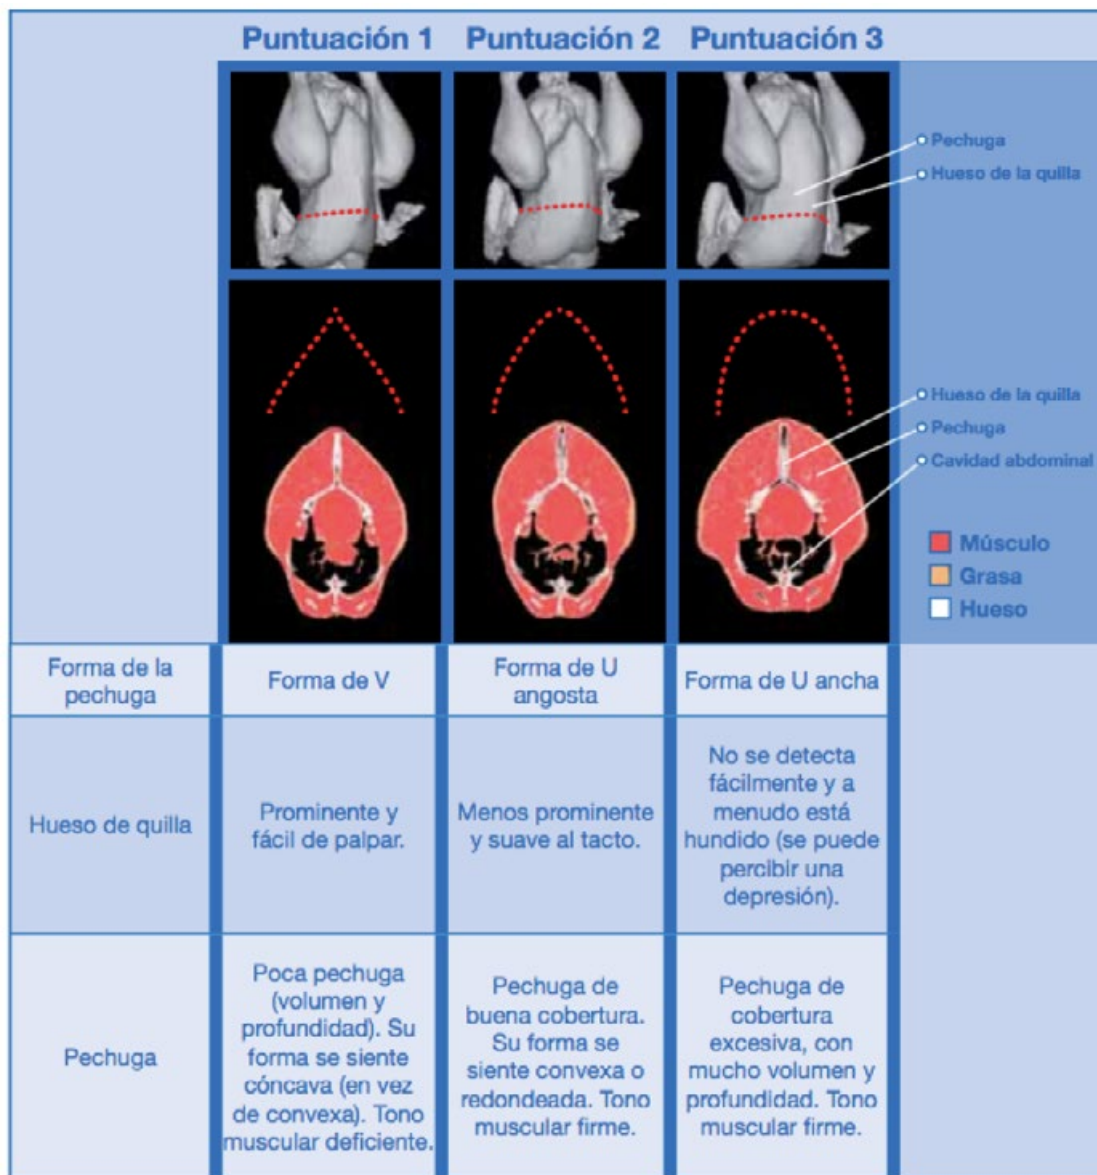 Puntuación 1
Puntuación 2
Puntuación 3
Pechuga
Hueso de la quilla
Hueso de la quilla
Pechuga
Cavidad abdominal
Músculo
Grasa
Hueso
Forma de la
pechuga
Forma de V
Forma de U
angosta
Forma de U ancha
Hueso de quilla
Prominente y
fácil de palpar.
Menos prominente
y suave al tacto.
No se detecta
fácilmente y a
menudo está
hundido (se puede
percibir una
depresión).
Pechuga
Poca pechuga
(volumen y
profundidad). Su
forma se siente
cóncava (en vez
de convexa). Tono
muscular deficiente.
Pechuga de
buena cobertura.
Su forma se
siente convexa o
redondeada. Tono
muscular firme.
Pechuga de
cobertura
excesiva, con
mucho volumen y
profundidad. Tono
muscular firme.